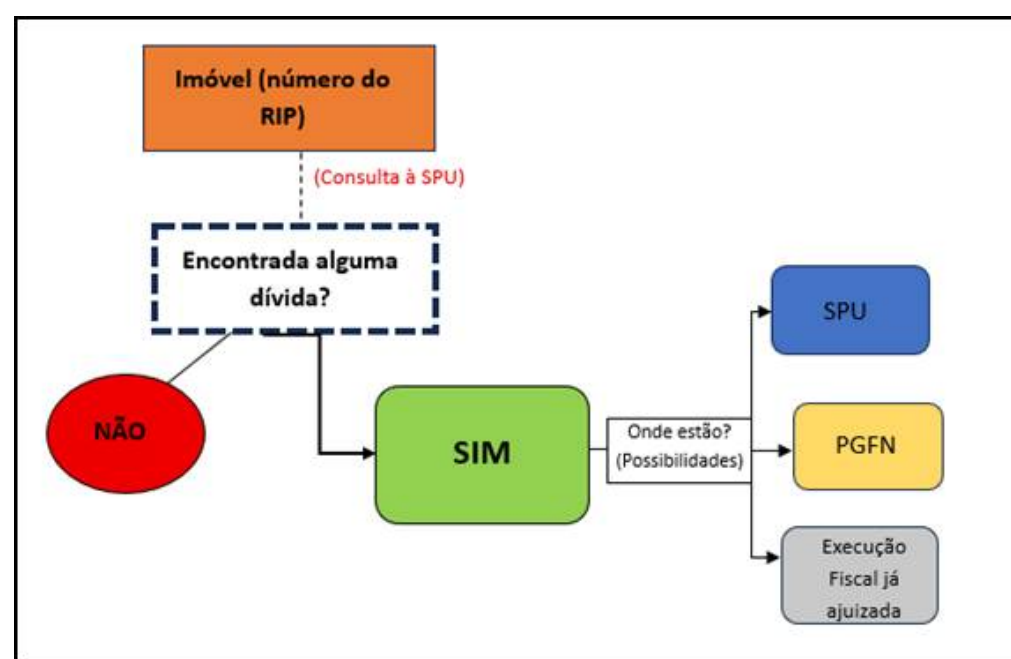 Imóvel (número do
RIP)
(Consulta à SPU)
Encontrada alguma
dívida?
NÃO
SIM
Onde estão?
(Possibilidades)
SPU
PGFN
Execução
Fiscal já
ajuizada